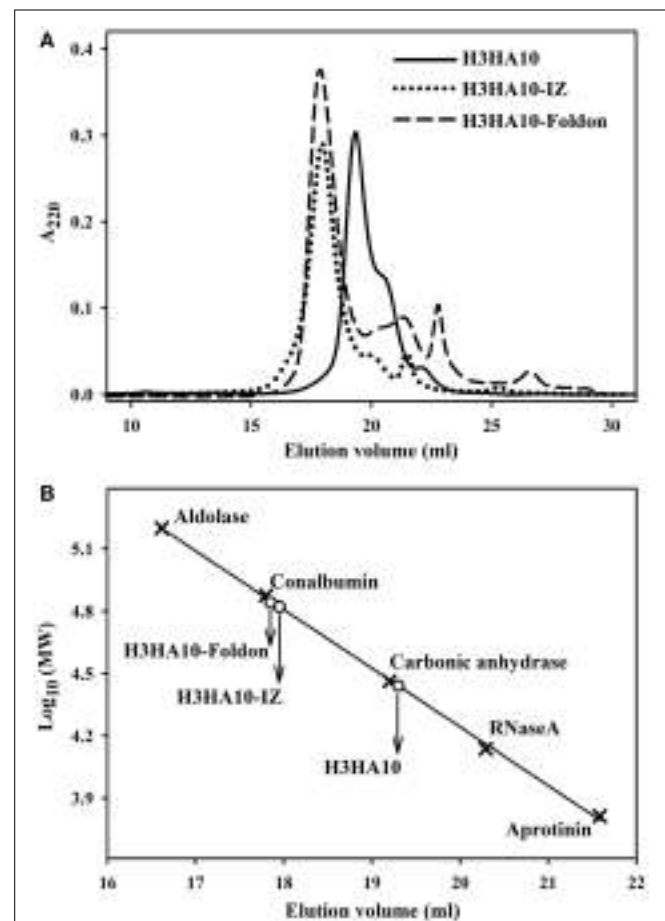 A
0.4
H3HA10
H3HA10-IZ
0.3
H3HA10-Foldon
A220
0.2
0.1
0.0
10 15 20 25 30
Elution volume (ml)
B
Aldolase
5.1
Conalbumin
4.8
H3HA10-Foldon
Carbonic anhydrase
Log10 (MW)
4.5
H3HA10-IZ
RNaseA
4.2
H3HA10
3.9
Aprotinin
16 17 18 19 20 21 22
Elution volume (ml)